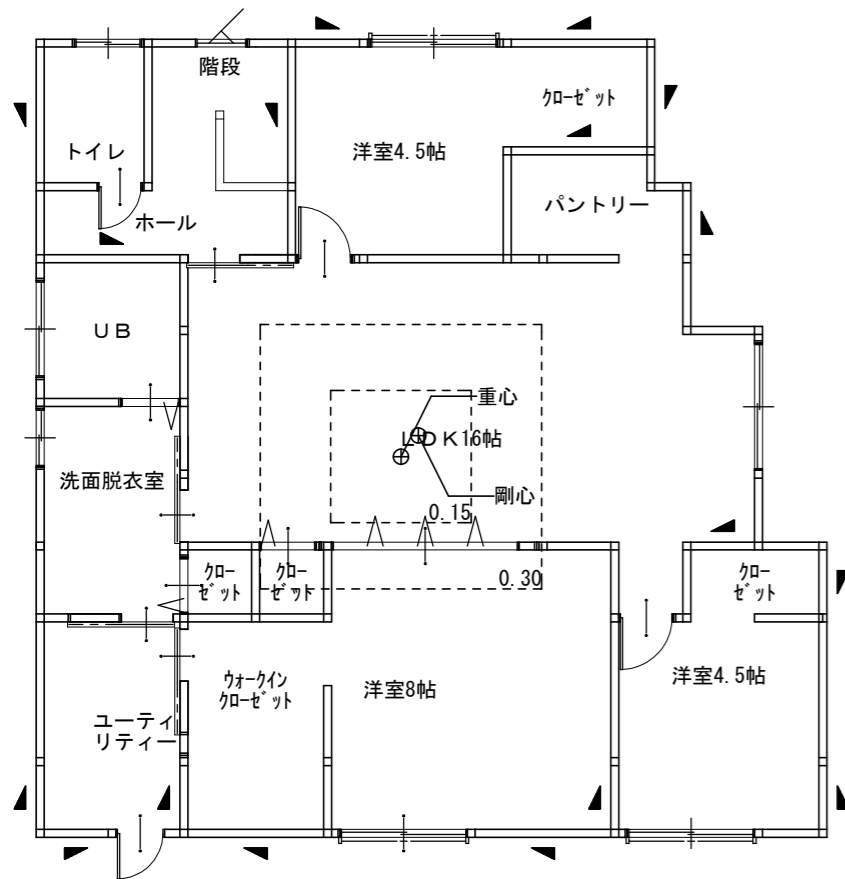 階段
クローゼット
トイレ
洋室4.5帖
パントリー
ホール
ＵＢ
重心
ＬＤＫ16帖
洗面脱衣室
剛心
0.15
0.30
クロー
ゼット
クロー
ゼット
クロー
ゼット
ウォークイン
クローゼット
洋室8帖
洋室4.5帖
ユーティ
リティー